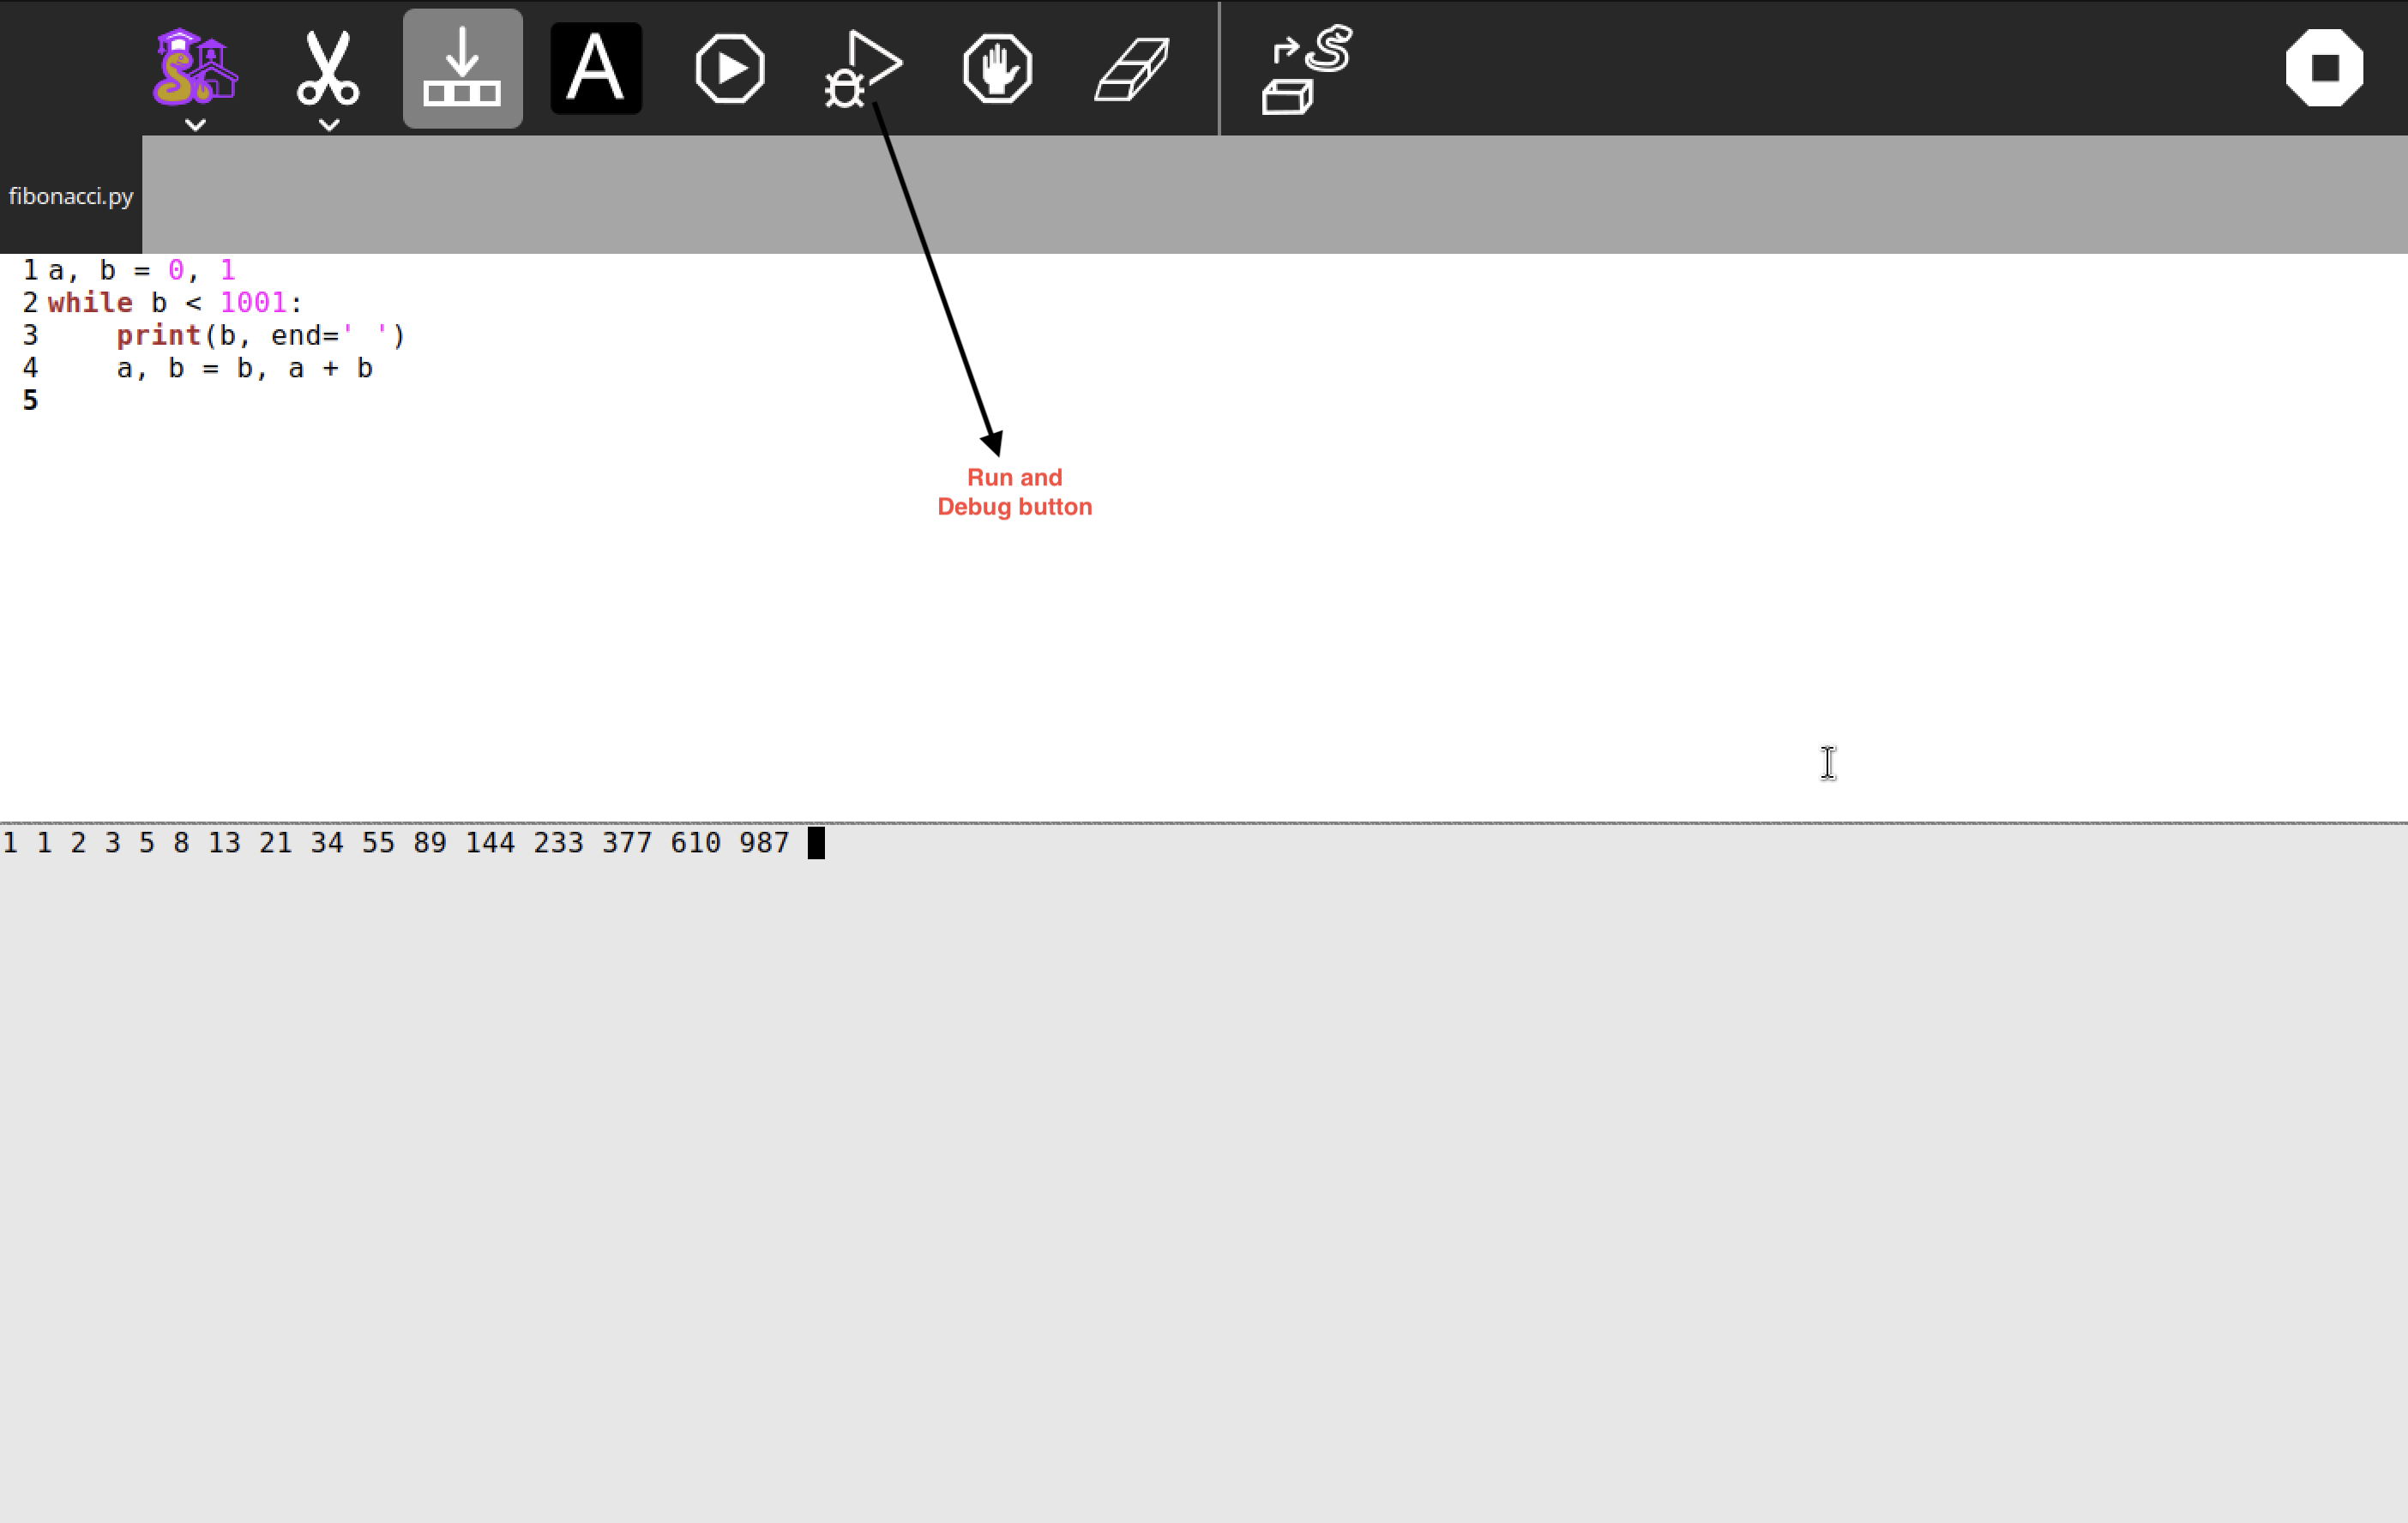 A
fibonacci.py
1 a, b = 0, 1
2 while b < 1001:
3     print(b, end=' ')
4     a, b = b, a + b
5
Run and
Debug button
1 1 2 3 5 8 13 21 34 55 89 144 233 377 610 987